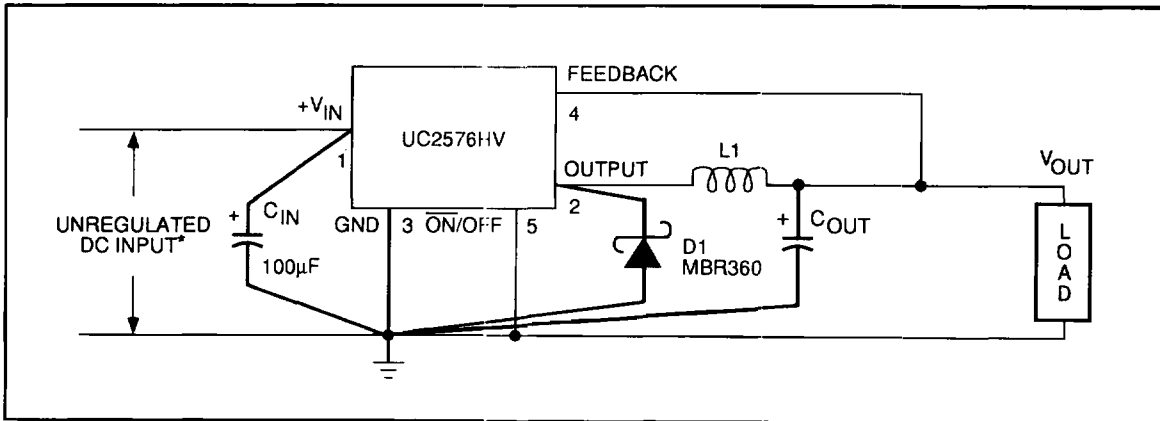 FEEDBACK
+VIN
4
UC2576HV
1
OUTPUT
L1
VOUT
2
+
CIN
GND
3
ON/OFF
5
+
COUT
UNREGULATED
DC INPUT*
100µF
D1
MBR360
LOAD